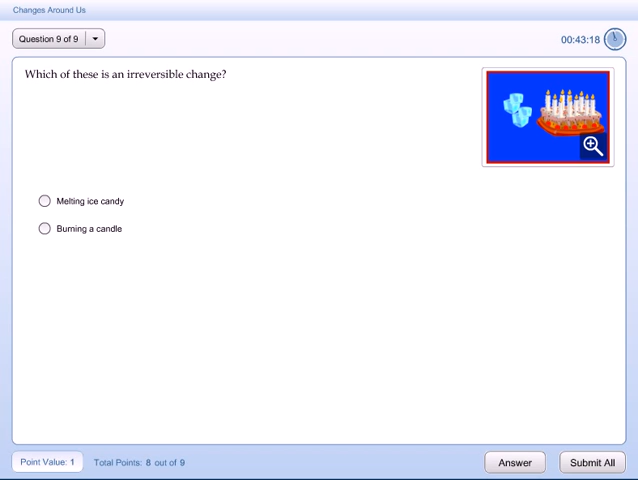 Changes Around Us
Question 9 of 9
00:43:18
Which of these is an irreversible change?
Melting ice candy
Burning a candle
Point Value: 1
Total Points: 8 out of 9
Answer
Submit All